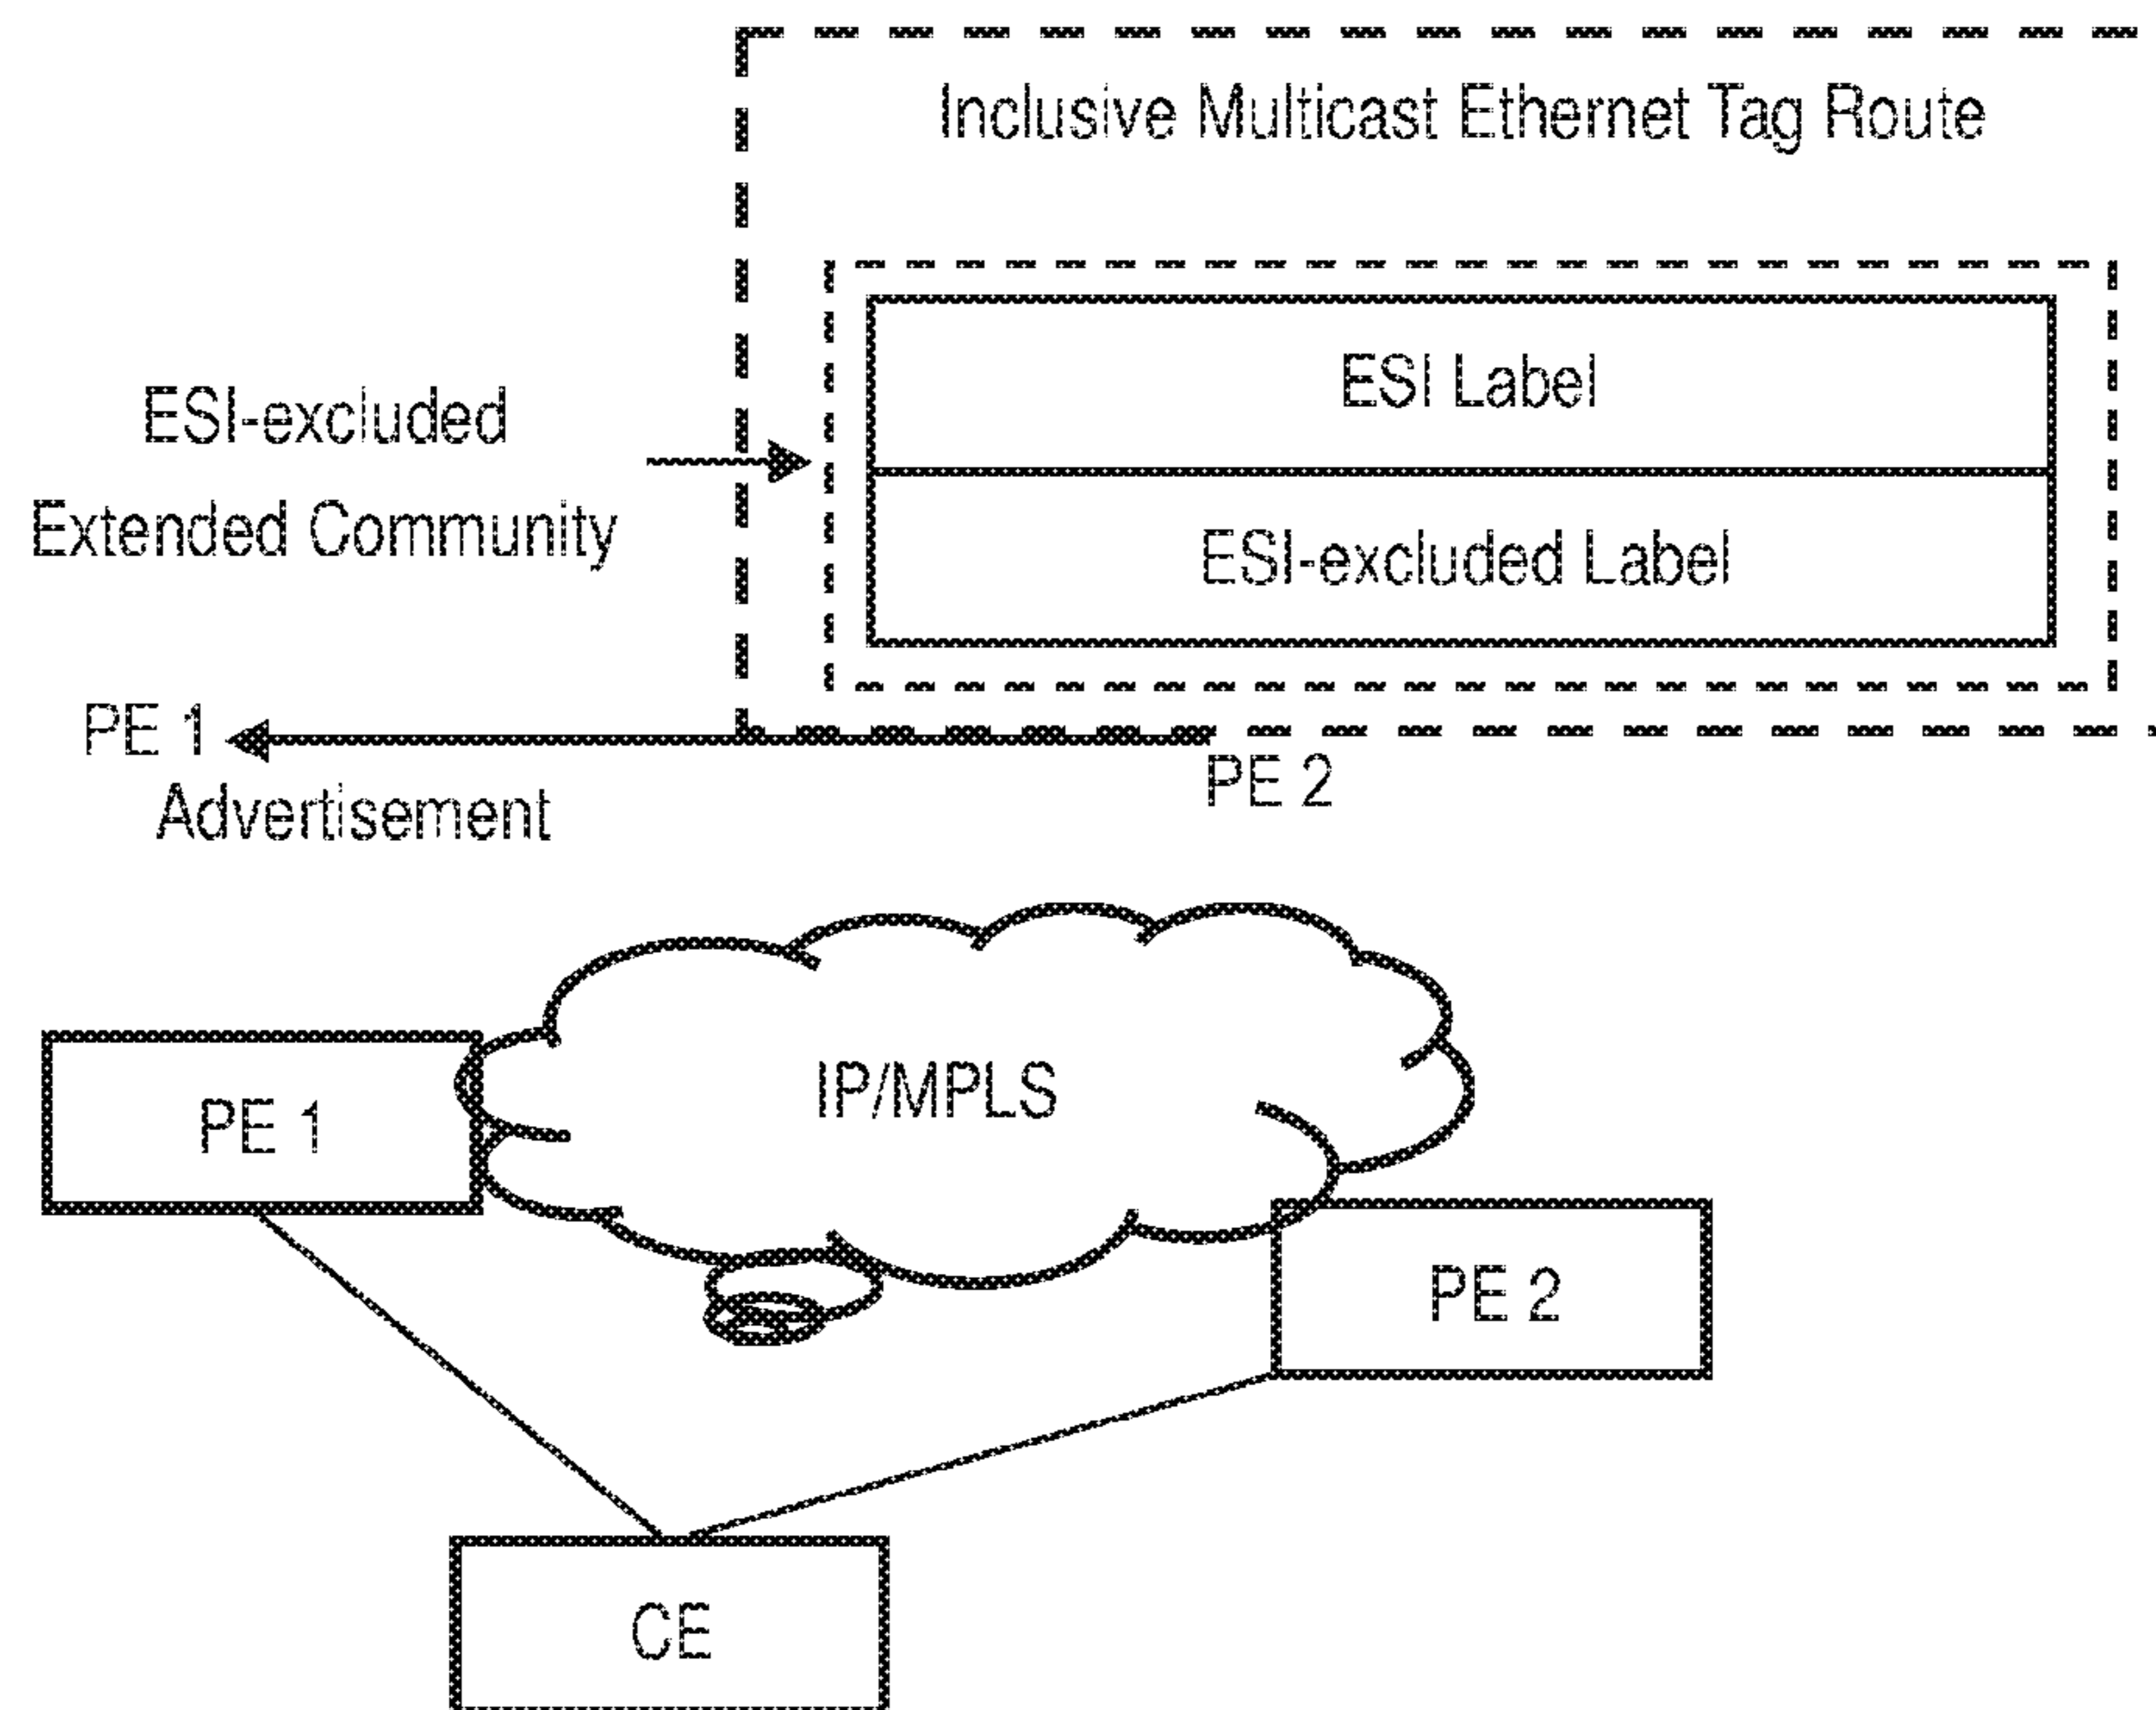 Inclusive Multicast Ethernet Tag Route
ESI Label
ESI-excluded
Extended Community
ESI-excluded Label
PE 1
Advertisement
PE 2
IP/MPLS
PE 1
PE 2
CE